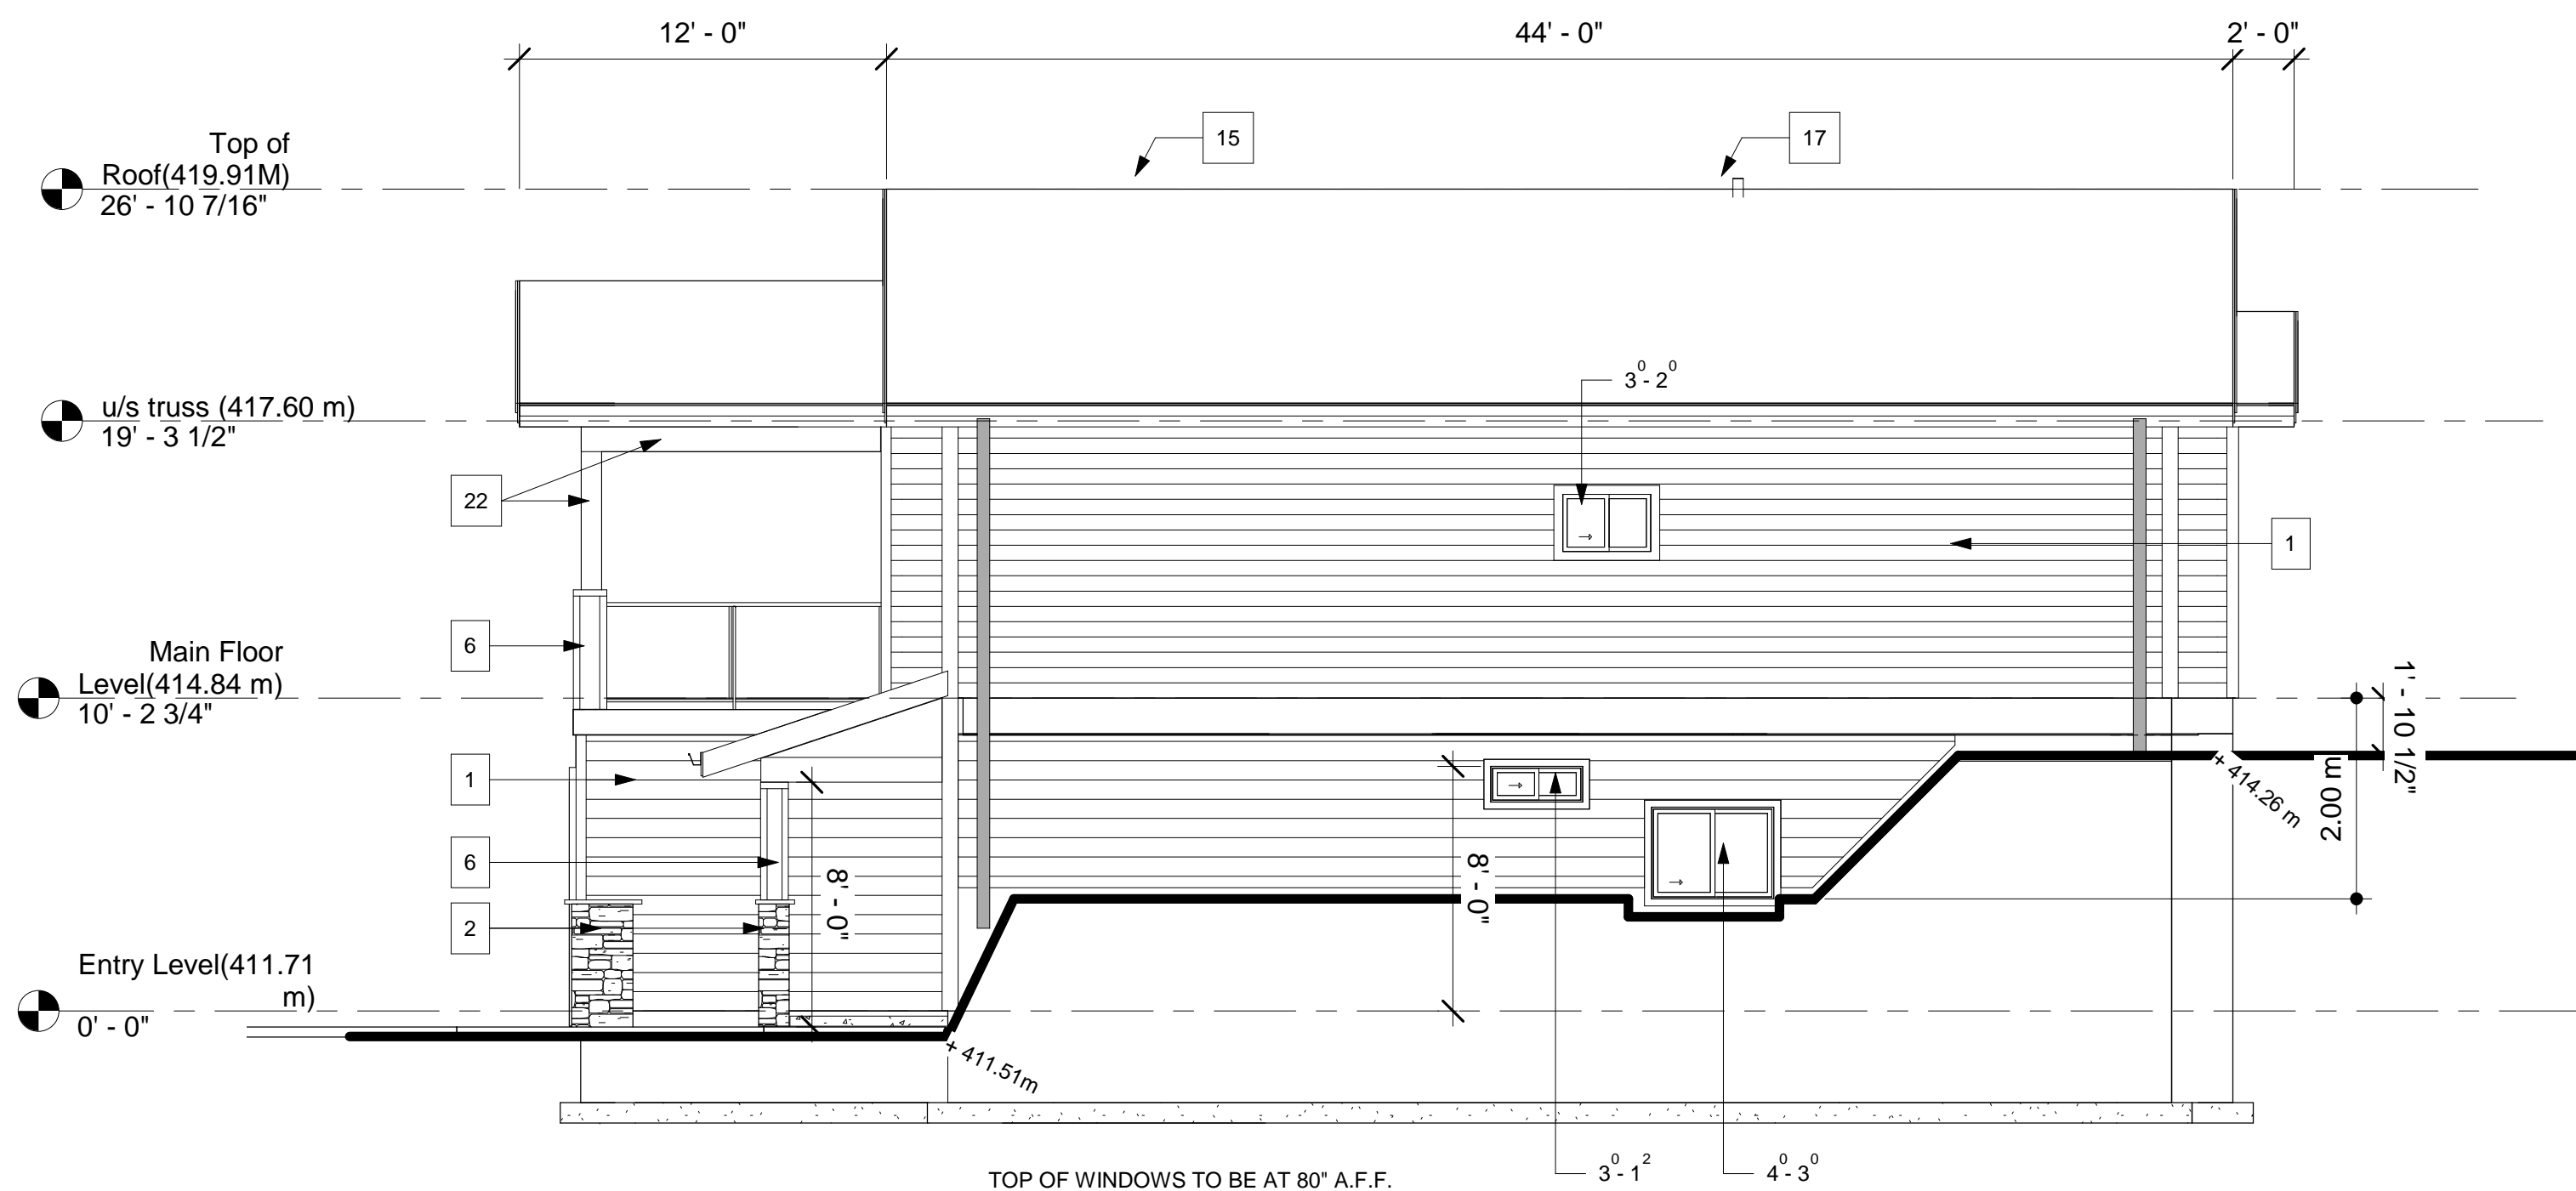 12' - 0"
44' - 0"
2' - 0"
15
17
Top of
Roof(419.91M)
26' - 10 7/16"
3⁰ - 2⁰
u/s truss (417.60 m)
19' - 3 1/2"
22
1
6
Main Floor
Level(414.84 m)
10' - 2 3/4"
1' - 10 1/2"
2.00 m
+ 414.26 m
1
6
8' - 0"
8' - 0"
2
Entry Level(411.71
m)
0' - 0"
+ 411.51m
3⁰ - 1²
4⁰ - 3⁰
TOP OF WINDOWS TO BE AT 80" A.F.F.